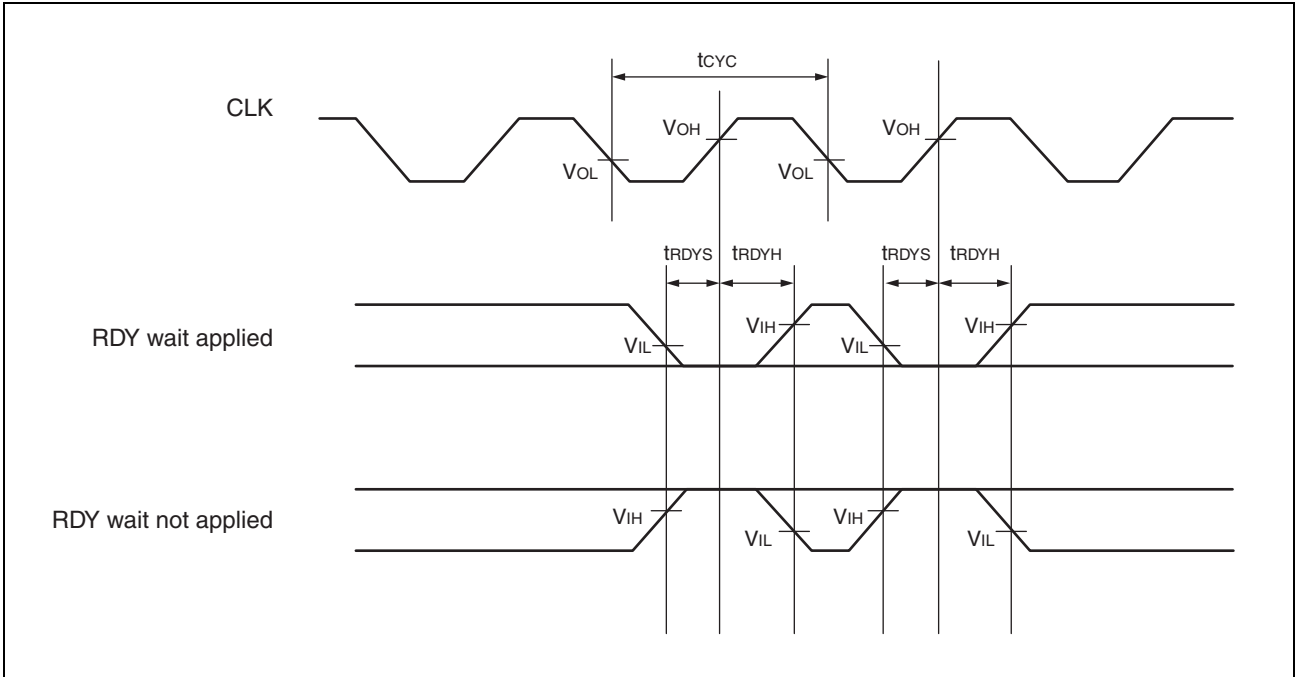 tCYC
CLK
VOH
VOH
VOL
VOL
tRDYS
tRDYH
tRDYS
tRDYH
RDY wait applied
VIH
VIH
VIL
VIL
RDY wait not applied
VIH
VIH
VIL
VIL